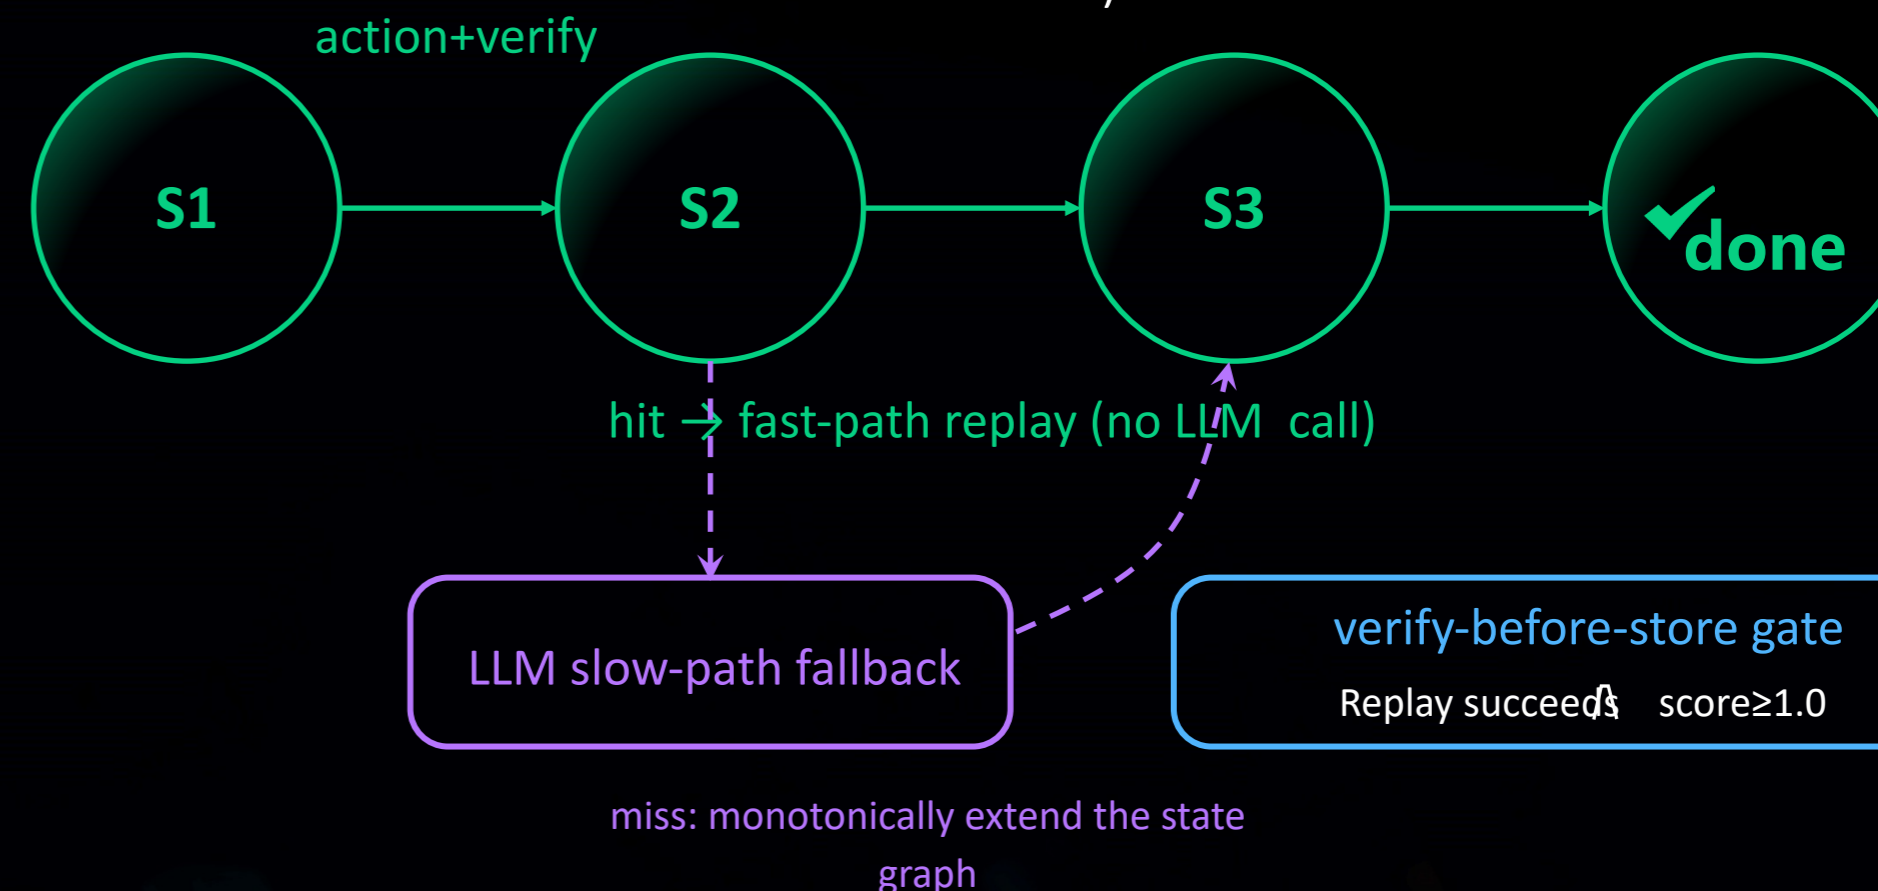 action+verify
S1
S2
S3
✔done
hit → fast-path replay (no LLM call)
LLM slow-path fallback
verify-before-store gate
Replay succeeds score≥1.0
miss: monotonically extend the state
graph